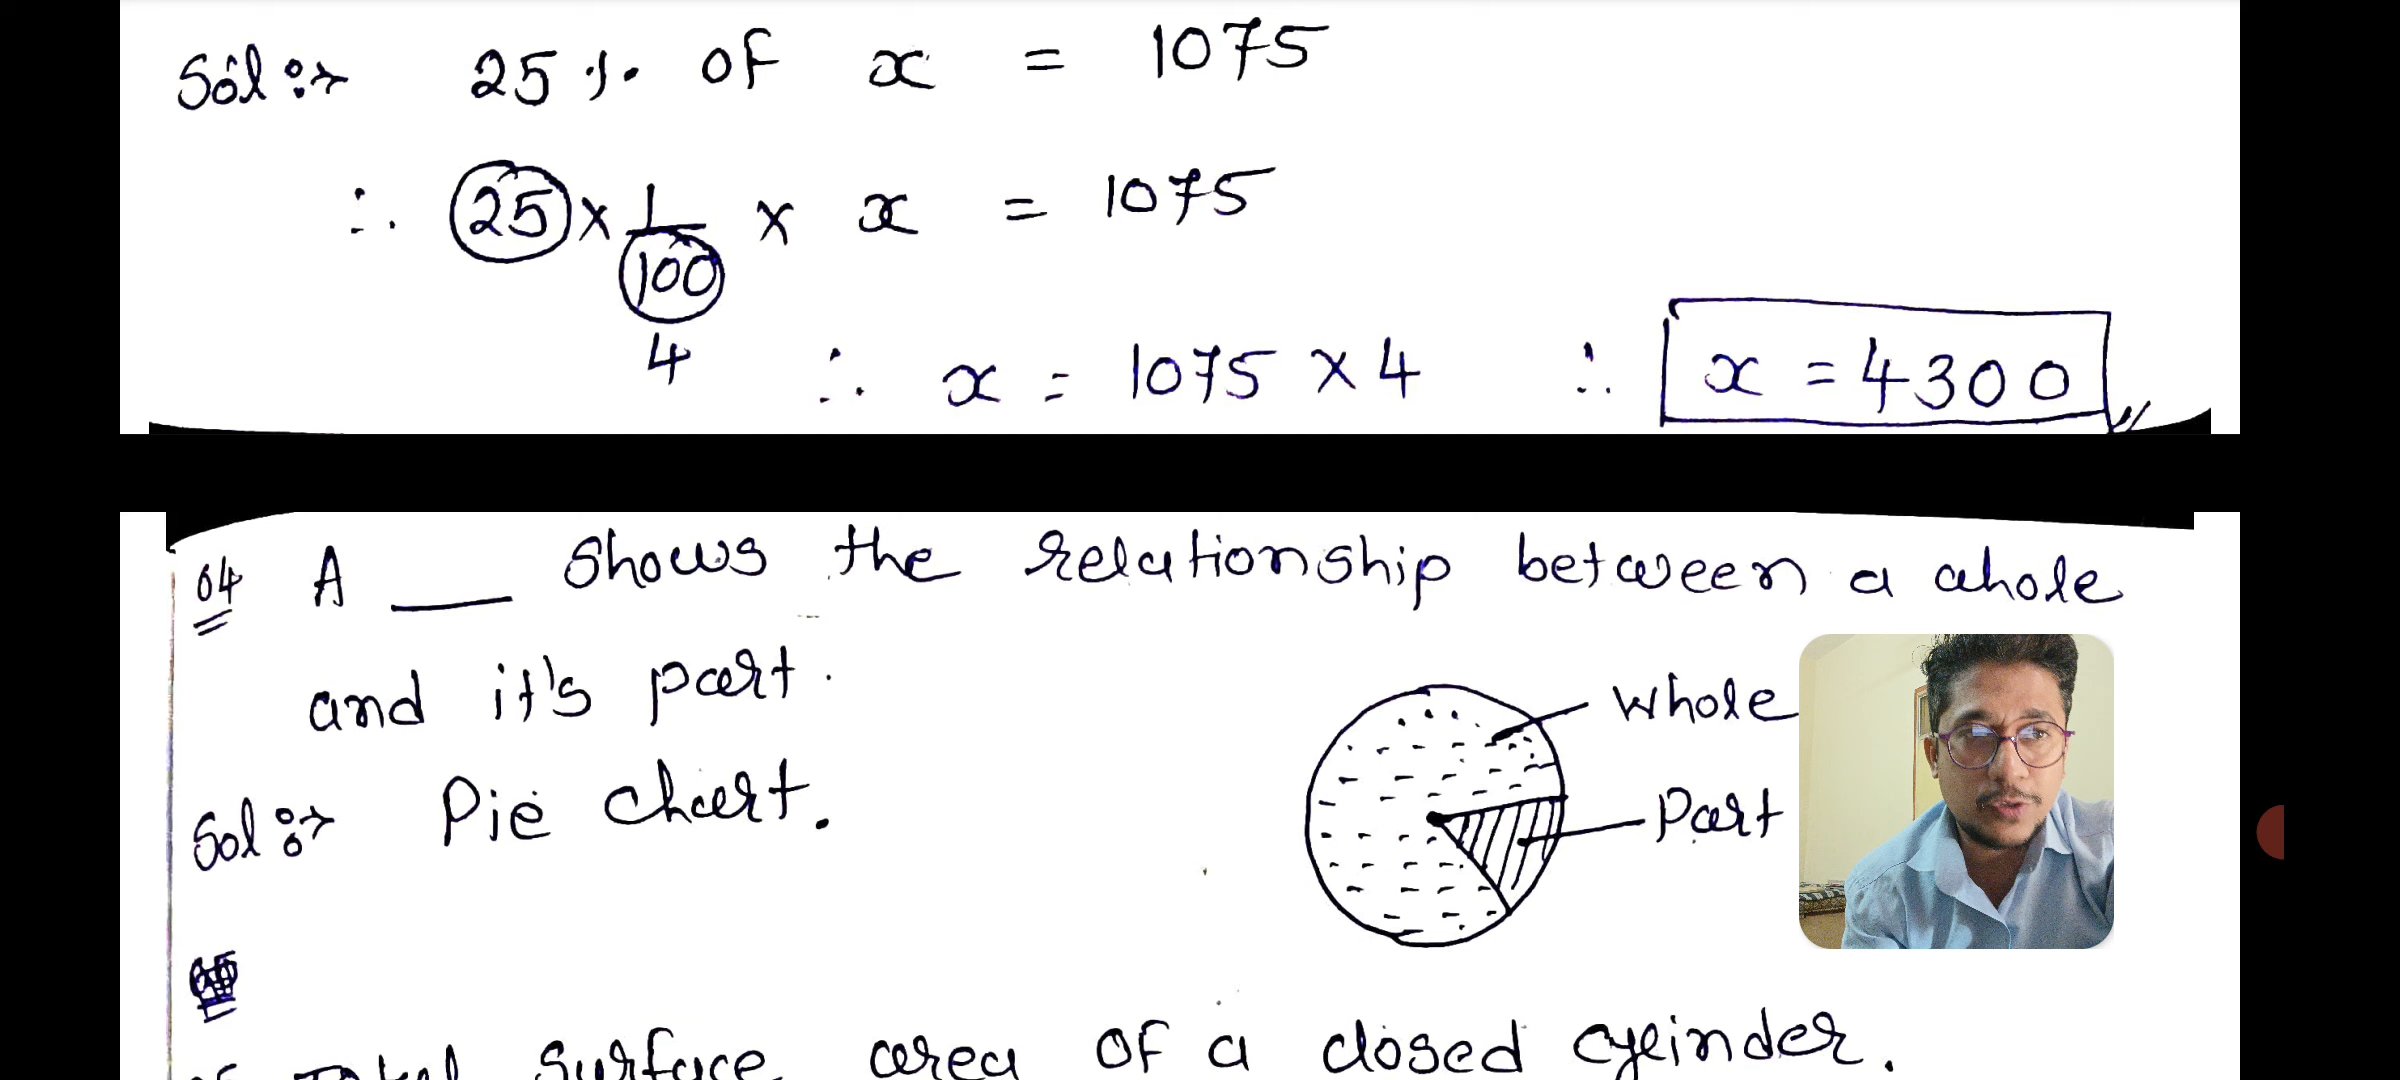 Sol :→ 25 % of x = 1075
∴ 25 × 1/100 × x = 1075
4 ∴ x = 1075 × 4 ∴ x = 4300
04 A ___ shows the relationship between a whole
and it's part.
Whole
Sol :→ Pie chart.
Part
Total surface area of a closed cylinder.